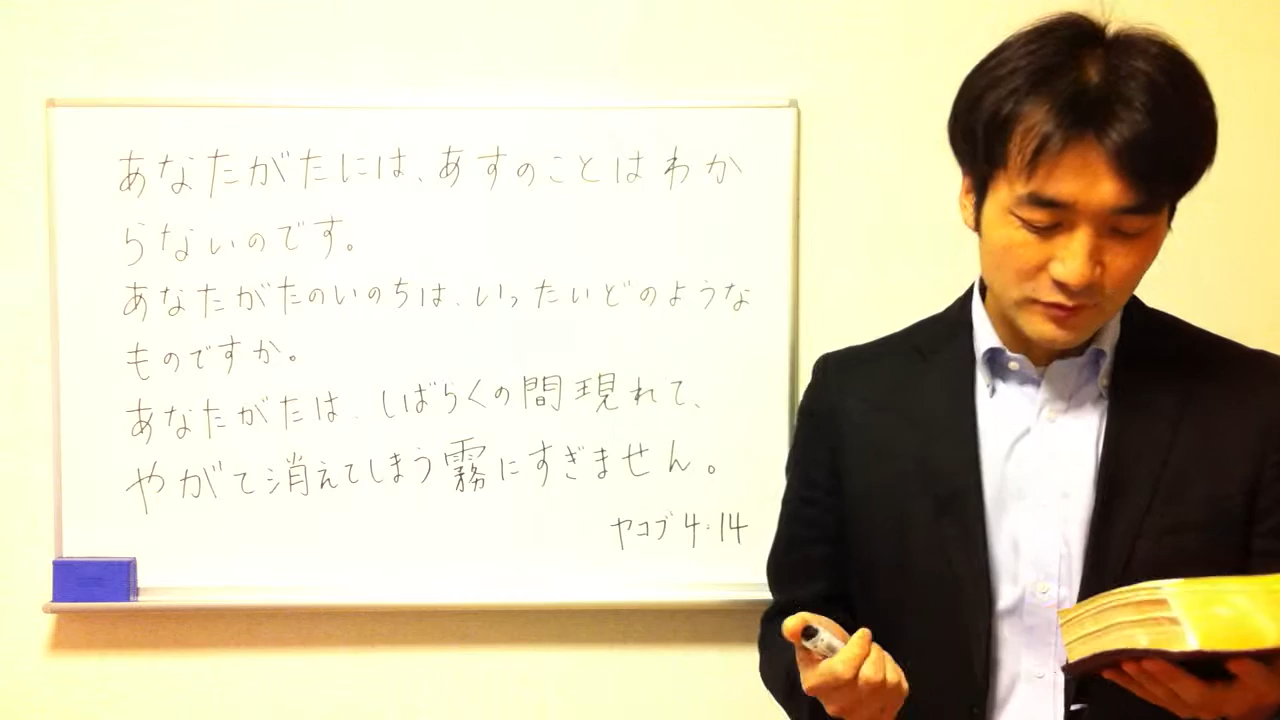 あなたがたには、あすのことはわか
らないのです。
あなたがたのいのちは、いったいどのような
ものですか。
あなたがたは、しばらくの間現れて、
やがて消えてしまう霧にすぎません。
ヤコブ 4:14